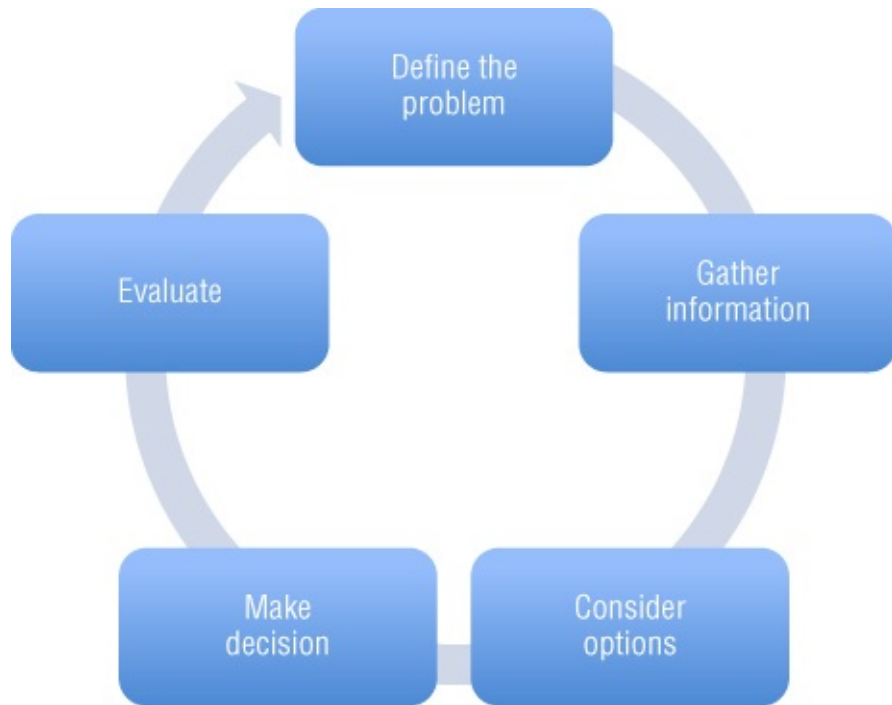 Define the
problem
Gather
information
Consider
options
Make
decision
Evaluate